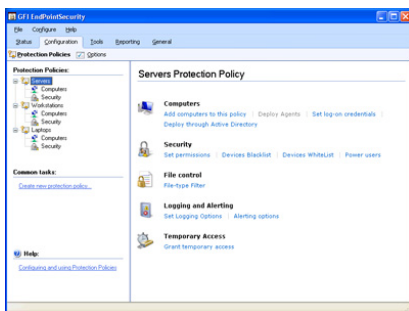 GFI EndPointSecurity
File Configure Help
Status Configuration Tools Reporting General
Protection Policies Options
Protection Policies:
Servers
Computers
Security
Workstations
Computers
Security
Laptops
Computers
Security
Common tasks:
Create new protection policy...
Help:
Configuring and using Protection Policies
Servers Protection Policy
Computers
Add computers to this policy | Deploy Agents | Set log-on credentials |
Deploy through Active Directory
Security
Set permissions | Devices Blacklist | Devices WhiteList | Power users
File control
File-type Filter
Logging and Alerting
Set Logging Options | Alerting options
Temporary Access
Grant temporary access